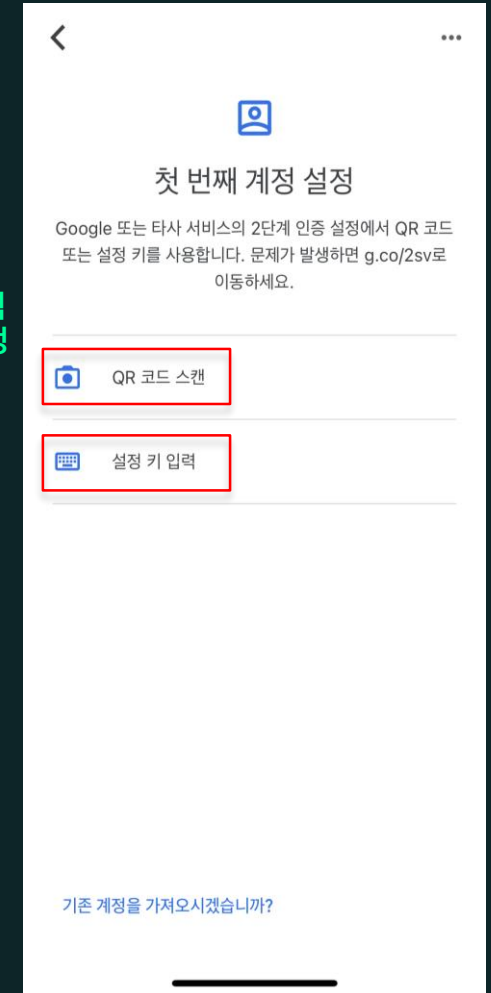 첫 번째 계정 설정
Google 또는 타사 서비스의 2단계 인증 설정에서 QR 코드
또는 설정 키를 사용합니다. 문제가 발생하면 g.co/2sv로
이동하세요.
QR 코드 스캔
설정 키 입력
기존 계정을 가져오시겠습니까?